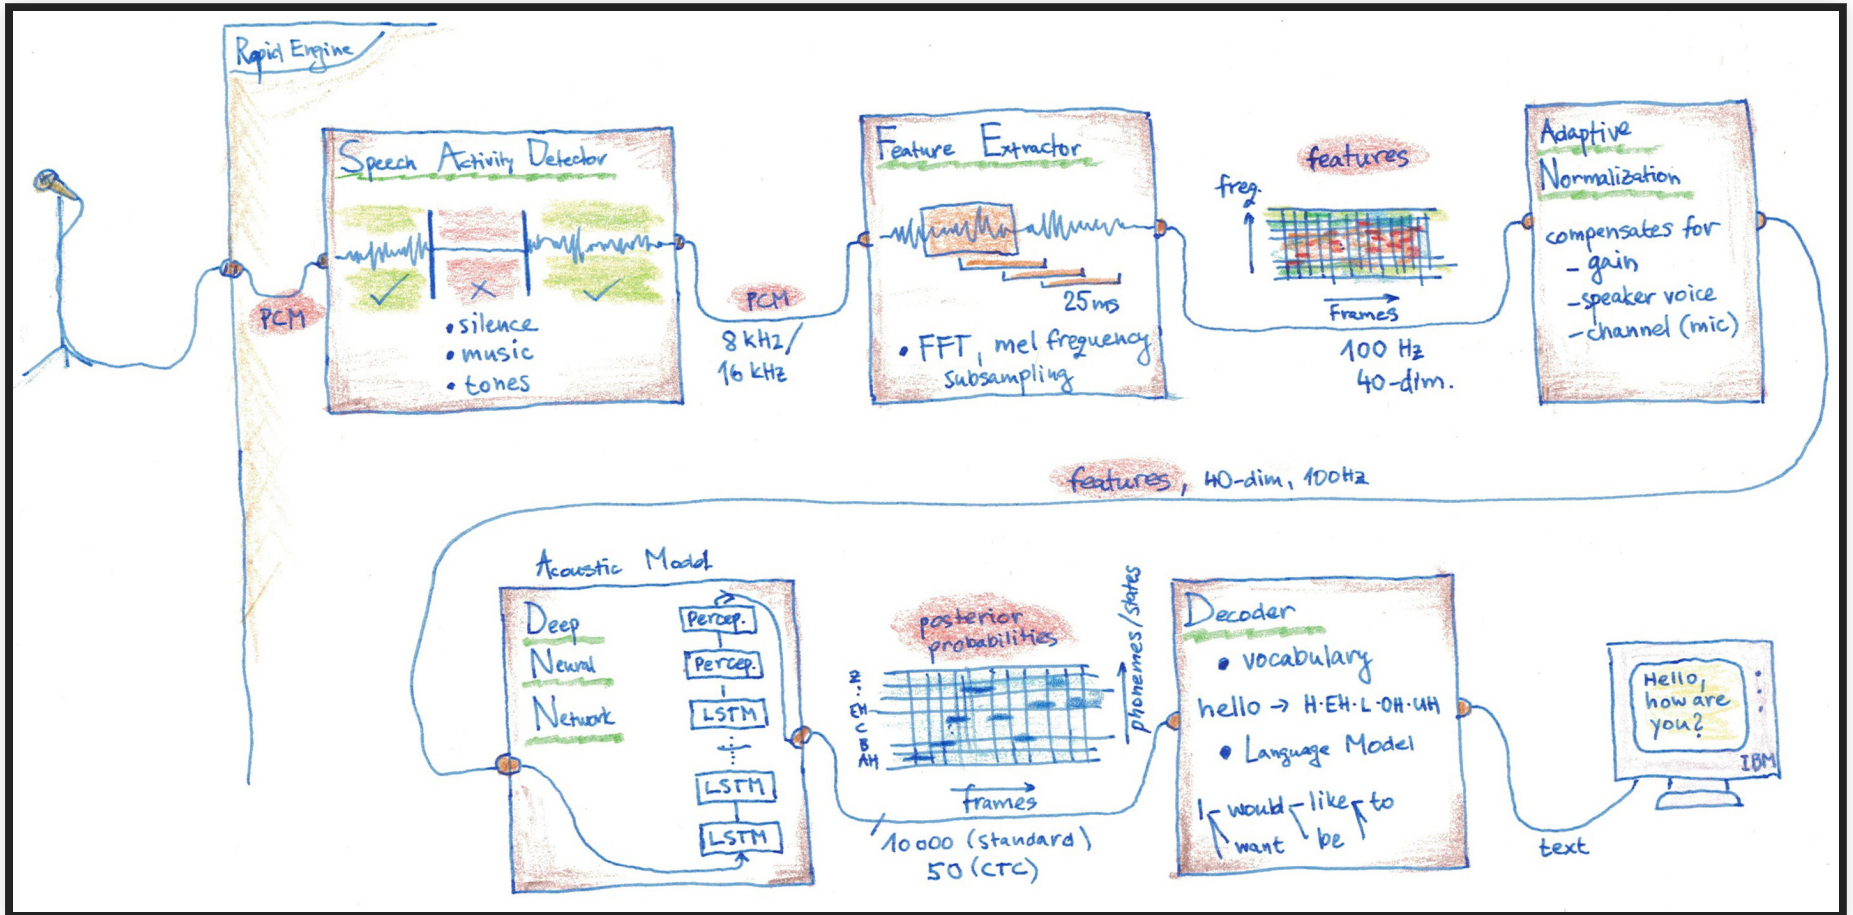 Rapid Engine
PCM
Speech Activity Detector
• silence
• music
• tones
PCM
8 kHz/
16 kHz
Feature Extractor
25ms
• FFT, mel frequency
subsampling
features
freq.
Frames
100 Hz
40-dim.
Adaptive
Normalization
compensates for
- gain
- speaker voice
- channel (mic)
features, 40-dim, 100Hz
Acoustic Model
Deep
Neural
Network
Percep.
Percep.
LSTM
LSTM
LSTM
posterior
probabilities
Z
:
EH
C
B
AH
phonemes/states
frames
10000 (standard)
50 (CTC)
Decoder
• vocabulary
hello → H·EH·L·OH·UH
• Language Model
I - would - like - to
want be
text
Hello,
how are
you?
IBM